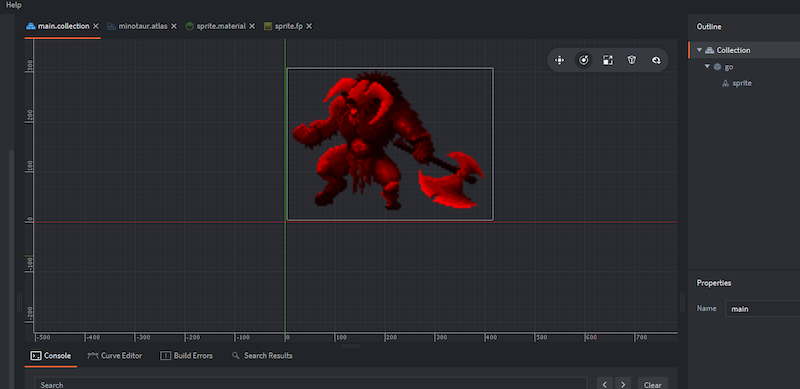 Help
main.collection
minotaur.atlas
sprite.material
sprite.fp
Outline
Collection
go
sprite
300
200
100
0
-100
-200
-500 -400 -300 -200 -100 0 100 200 300 400 500 600 700
Properties
Name main
Console Curve Editor Build Errors Search Results
Search Clear